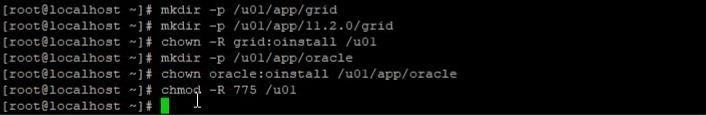 [root@localhost ~]# mkdir -p /u01/app/grid
[root@localhost ~]# mkdir -p /u01/app/11.2.0/grid
[root@localhost ~]# chown -R grid:oinstall /u01
[root@localhost ~]# mkdir -p /u01/app/oracle
[root@localhost ~]# chown oracle:oinstall /u01/app/oracle
[root@localhost ~]# chmod -R 775 /u01
[root@localhost ~]#